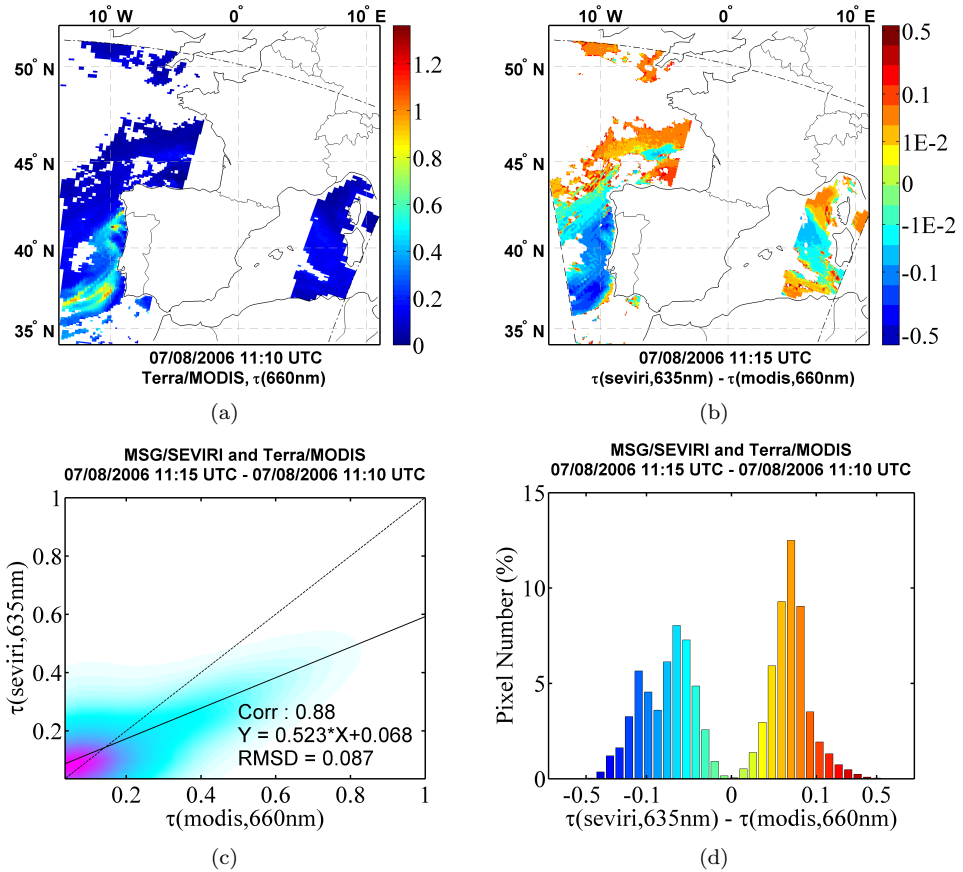 10° W 0° 10° E
50° N
45° N
40° N
35° N
1.2
1
0.8
0.6
0.4
0.2
0
07/08/2006 11:10 UTC
Terra/MODIS, τ(660nm)
(a)
10° W 0° 10° E
50° N
45° N
40° N
35° N
0.5
0.1
1E-2
0
-1E-2
-0.1
-0.5
07/08/2006 11:15 UTC
τ(seviri,635nm) - τ(modis,660nm)
(b)
MSG/SEVIRI and Terra/MODIS
07/08/2006 11:15 UTC - 07/08/2006 11:10 UTC
1
0.8
0.6
0.4
0.2
τ(seviri,635nm)
Corr : 0.88
Y = 0.523*X+0.068
RMSD = 0.087
0.2 0.4 0.6 0.8 1
τ(modis,660nm)
(c)
MSG/SEVIRI and Terra/MODIS
07/08/2006 11:15 UTC - 07/08/2006 11:10 UTC
15
10
5
0
Pixel Number (%)
-0.5 -0.1 0 0.1 0.5
τ(seviri,635nm) - τ(modis,660nm)
(d)